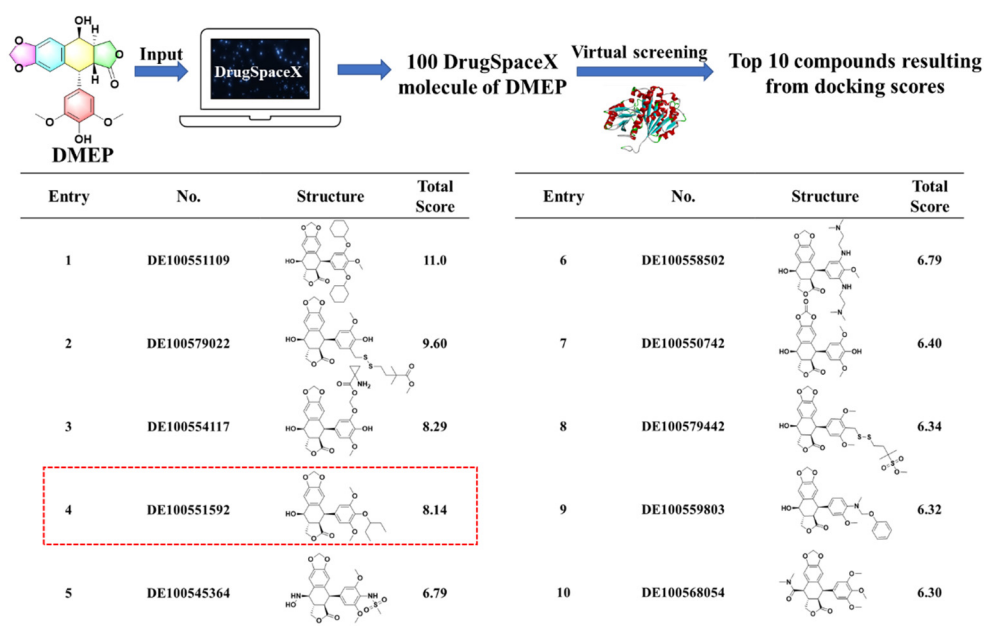 OH
H
O
O
O
H
O
O
O
OH
DMEP
Input
DrugSpaceX
100 DrugSpaceX
molecule of DMEP
Virtual screening
Top 10 compounds resulting
from docking scores
Entry No. Structure Total
Score
1 DE100551109 11.0
2 DE100579022 9.60
3 DE100554117 8.29
4 DE100551592 8.14
5 DE100545364 6.79
Entry No. Structure Total
Score
6 DE100558502 6.79
7 DE100550742 6.40
8 DE100579442 6.34
9 DE100559803 6.32
10 DE100568054 6.30